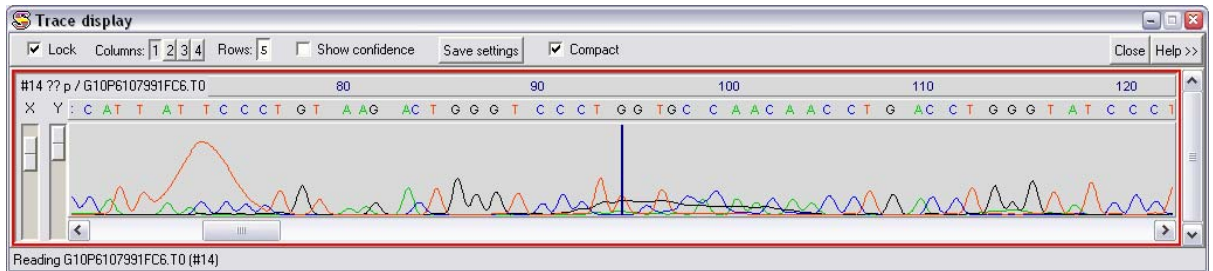 Trace display
Lock Columns: 1 2 3 4 Rows: 5 Show confidence Save settings Compact Close Help >>
#14 ?? p / G10P6107991FC6.T0 80 90 100 110 120
X Y : C A T T A T T C C C T G T A A G A C T G G G T C C C T G G T G C C A A C A A C C T G A C C T G G G T A T C C C T
Reading G10P6107991FC6.T0 (#14)